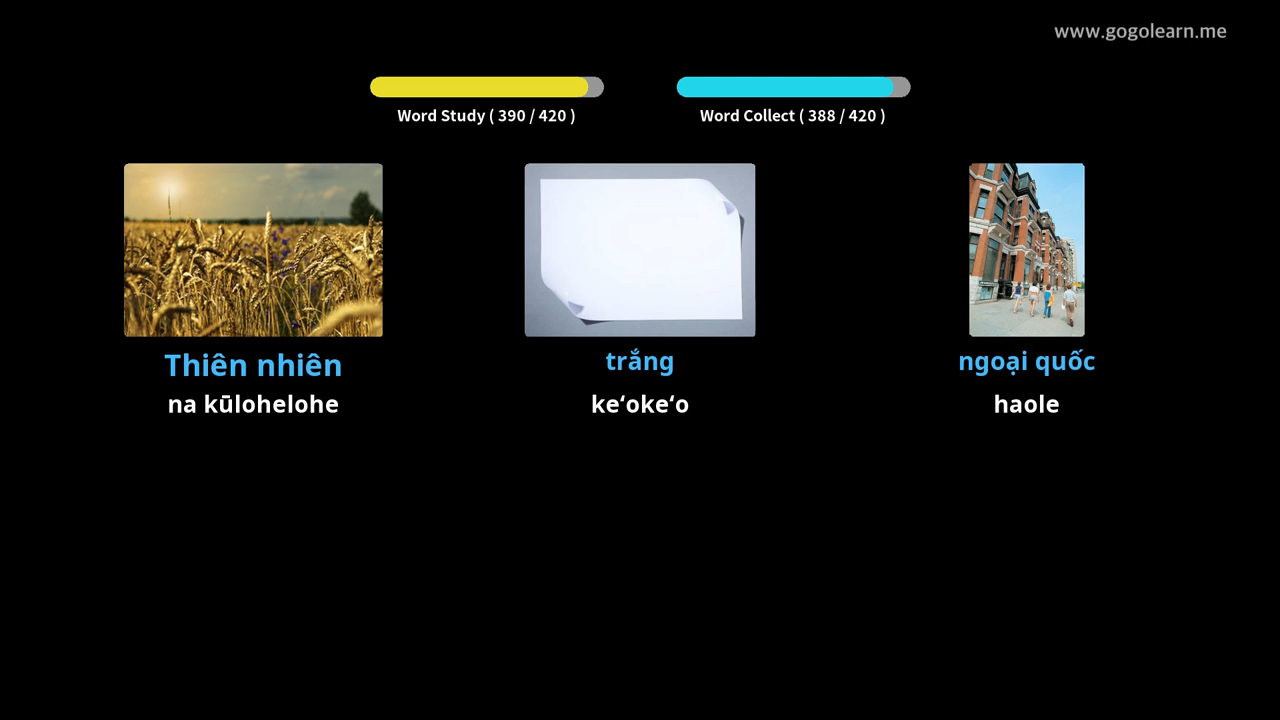 www.gogolearn.me
Word Study ( 390 / 420 )
Word Collect ( 388 / 420 )
Thiên nhiên
trắng
ngoại quốc
na kūlohelohe
keʻokeʻo
haole